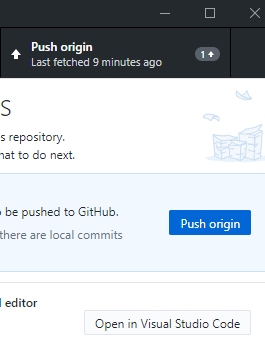 Push origin
Last fetched 9 minutes ago
1
s
s repository.
hat to do next.
o be pushed to GitHub.
Push origin
there are local commits
l editor
Open in Visual Studio Code